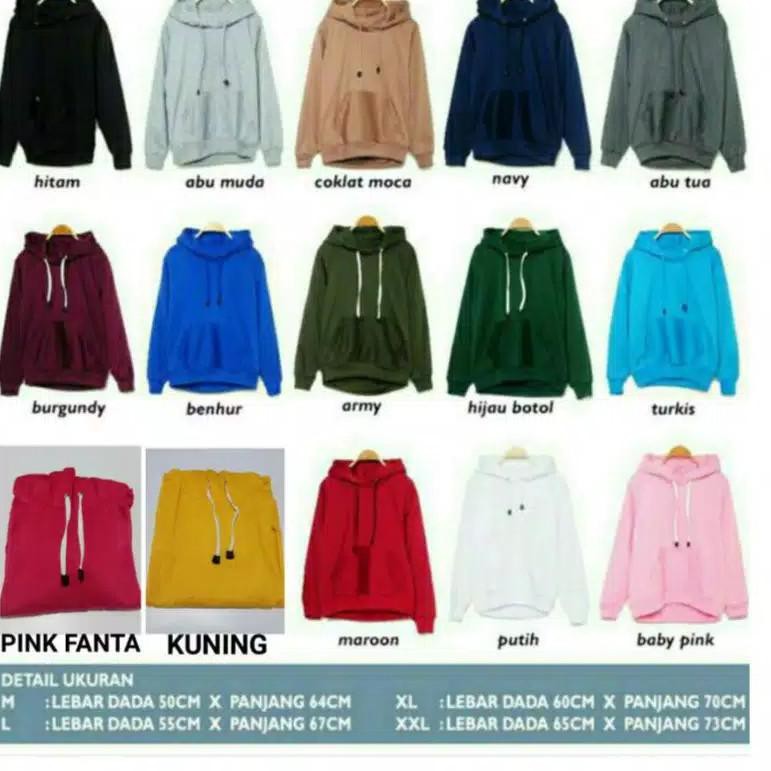 hitam abu muda coklat moca navy abu tua
burgundy benhur army hijau botol turkis
PINK FANTA KUNING maroon putih baby pink
DETAIL UKURAN
M :LEBAR DADA 50CM X PANJANG 64CM XL :LEBAR DADA 60CM X PANJANG 70CM
L :LEBAR DADA 55CM X PANJANG 67CM XXL :LEBAR DADA 65CM X PANJANG 73CM